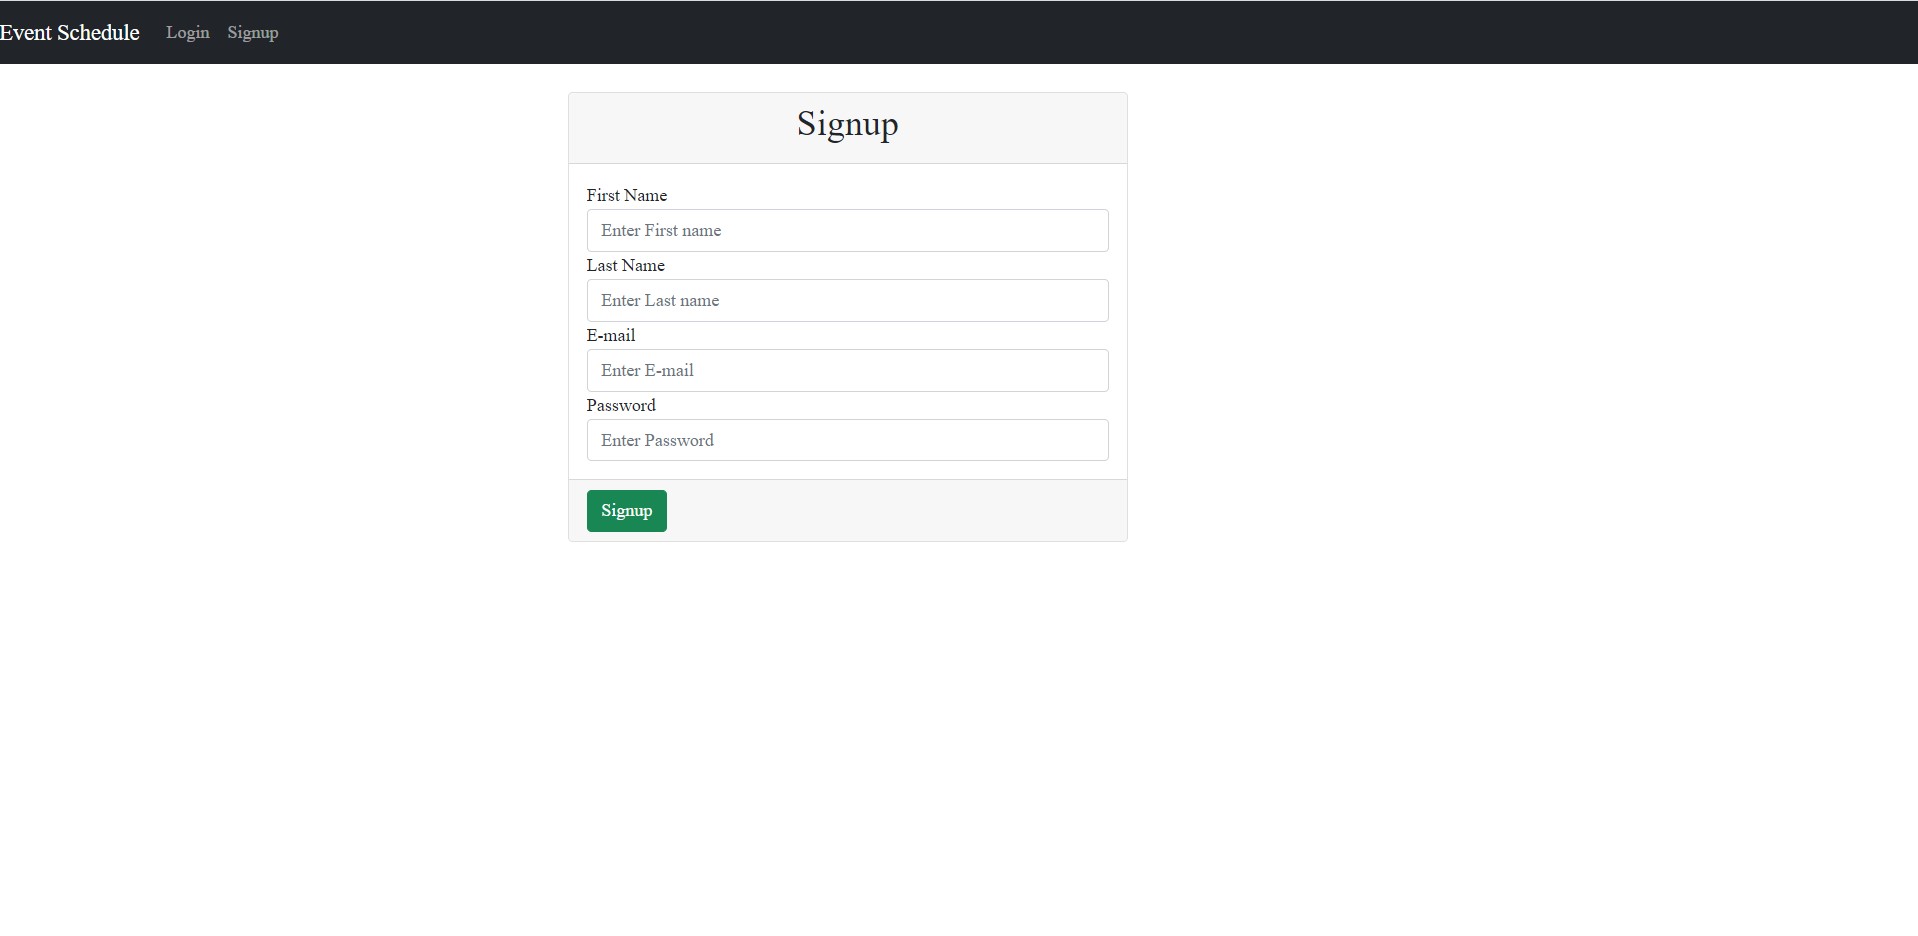 Event Schedule Login Signup
Signup
First Name
Enter First name
Last Name
Enter Last name
E-mail
Enter E-mail
Password
Enter Password
Signup